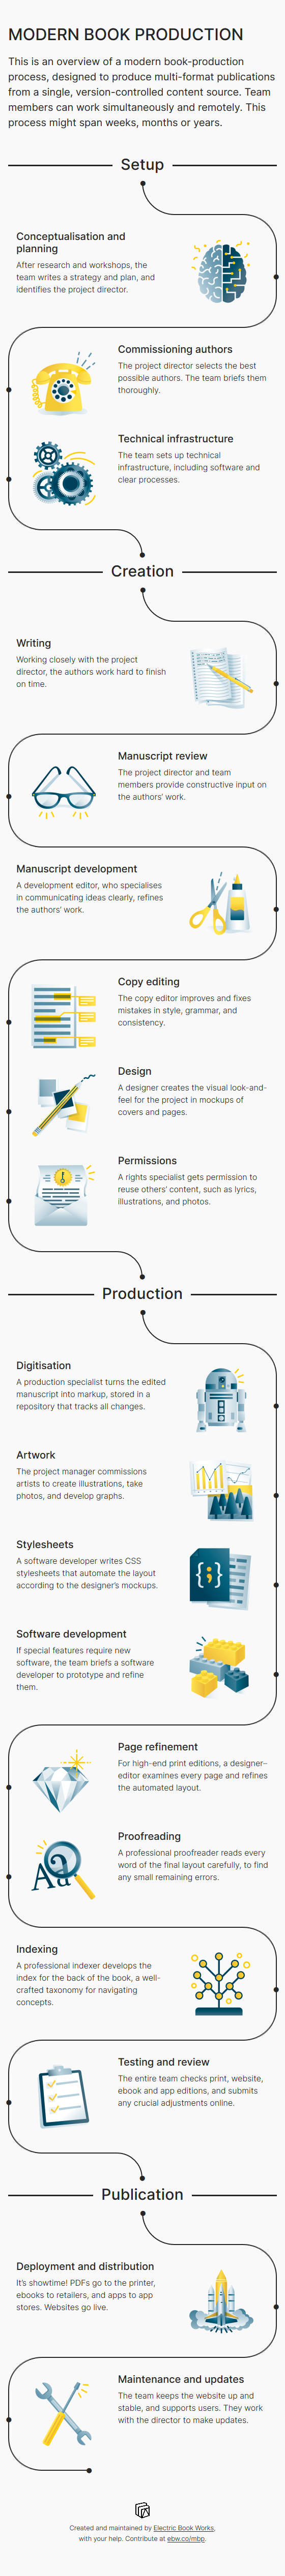 MODERN BOOK PRODUCTION
This is an overview of a modern book-production
process, designed to produce multi-format publications
from a single, version-controlled content source. Team
members can work simultaneously and remotely. This
process might span weeks, months or years.
Setup
Conceptualisation and
planning
After research and workshops, the
team writes a strategy and plan, and
identifies the project director.
Commissioning authors
The project director selects the best
possible authors. The team briefs them
thoroughly.
Technical infrastructure
The team sets up technical
infrastructure, including software and
clear processes.
Creation
Writing
Working closely with the project
director, the authors work hard to finish
on time.
Manuscript review
The project director and team
members provide constructive input on
the authors' work.
Manuscript development
A development editor, who specialises
in communicating ideas clearly, refines
the authors' work.
Copy editing
The copy editor improves and fixes
mistakes in style, grammar, and
consistency.
Design
A designer creates the visual look-and-
feel for the project in mockups of
covers and pages.
Permissions
A rights specialist gets permission to
reuse others' content, such as lyrics,
illustrations, and photos.
Production
Digitisation
A production specialist turns the edited
manuscript into markup, stored in a
repository that tracks all changes.
Artwork
The project manager commissions
artists to create illustrations, take
photos, and develop graphs.
Stylesheets
A software developer writes CSS
stylesheets that automate the layout
according to the designer's mockups.
{;}
Software development
If special features require new
software, the team briefs a software
developer to prototype and refine
them.
Page refinement
For high-end print editions, a designer–
editor examines every page and refines
the automated layout.
Proofreading
A professional proofreader reads every
word of the final layout carefully, to find
any small remaining errors.
Aa
Indexing
A professional indexer develops the
index for the back of the book, a well-
crafted taxonomy for navigating
concepts.
Testing and review
The entire team checks print, website,
ebook and app editions, and submits
any crucial adjustments online.
Publication
Deployment and distribution
It's showtime! PDFs go to the printer,
ebooks to retailers, and apps to app
stores. Websites go live.
Maintenance and updates
The team keeps the website up and
stable, and supports users. They work
with the director to make updates.
Created and maintained by Electric Book Works,
with your help. Contribute at ebw.co/mbp.